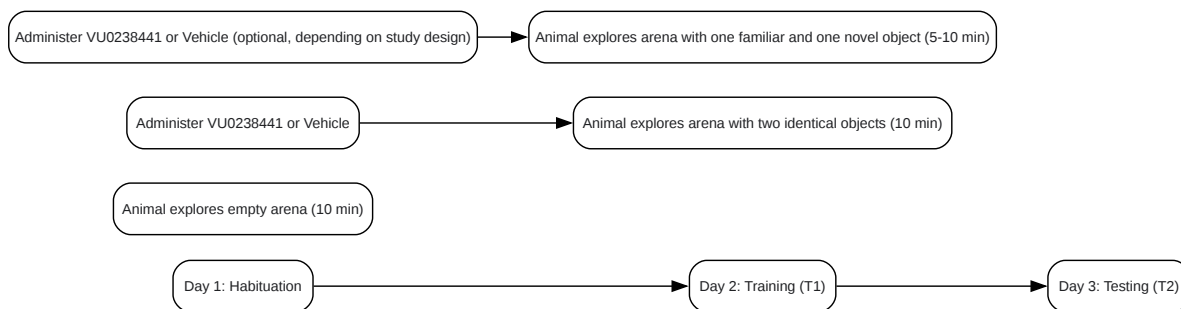 Administer VU0238441 or Vehicle (optional, depending on study design)
Animal explores arena with one familiar and one novel object (5-10 min)
Administer VU0238441 or Vehicle
Animal explores arena with two identical objects (10 min)
Animal explores empty arena (10 min)
Day 1: Habituation
Day 2: Training (T1)
Day 3: Testing (T2)